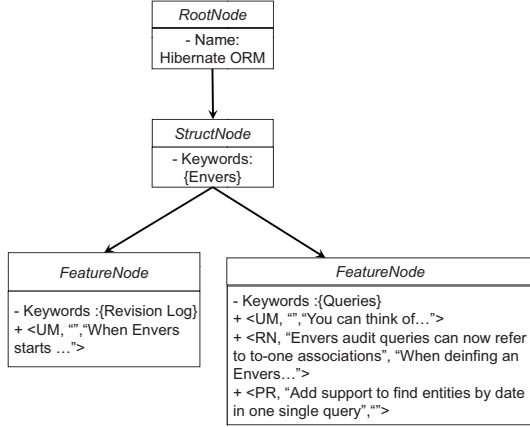 RootNode
- Name:
Hibernate ORM
StructNode
- Keywords:
{Envers}
FeatureNode
- Keywords :{Revision Log}
+ <UM, “”,“When Envers
starts …”>
FeatureNode
- Keywords :{Queries}
+ <UM, “”,“You can think of…”>
+ <RN, “Envers audit queries can now refer
to to-one associations”, “When deinfing an
Envers…”>
+ <PR, “Add support to find entities by date
in one single query”,“”>